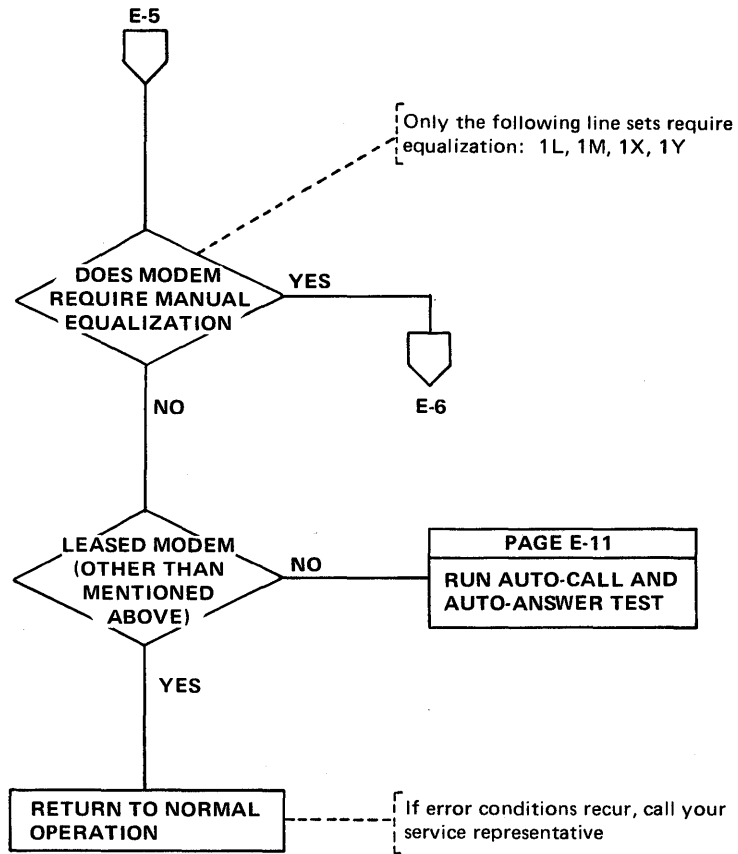 E-5
Only the following line sets require
equalization: 1L, 1M, 1X, 1Y
DOES MODEM
REQUIRE MANUAL
EQUALIZATION
YES
E-6
NO
LEASED MODEM
(OTHER THAN
MENTIONED
ABOVE)
NO
PAGE E-11
RUN AUTO-CALL AND
AUTO-ANSWER TEST
YES
RETURN TO NORMAL
OPERATION
If error conditions recur, call your
service representative